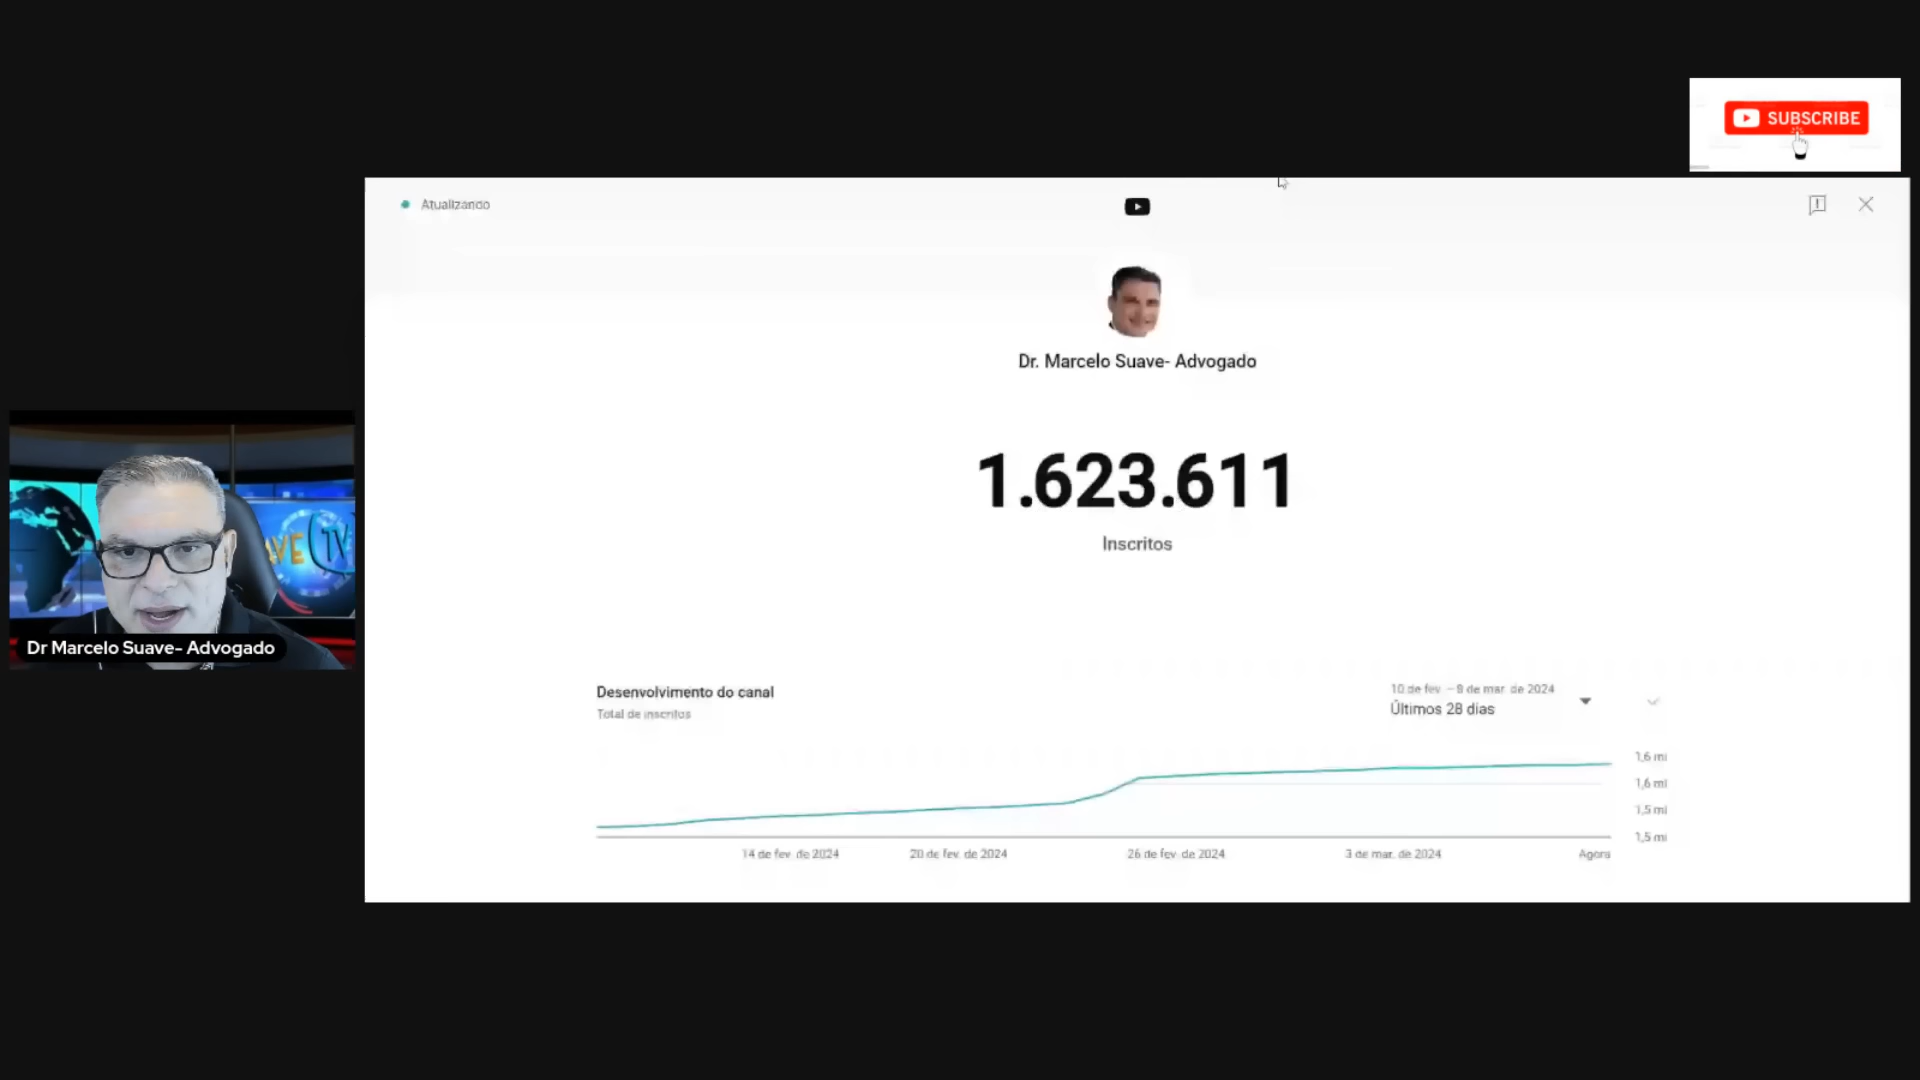 SUBSCRIBE
Atualizando
Dr. Marcelo Suave- Advogado
1.623.611
Inscritos
AVE TV
Dr Marcelo Suave- Advogado
Desenvolvimento do canal
Total de inscritos
10 de fev. – 8 de mar. de 2024
Últimos 28 dias
1,6 mi
1,6 mi
1,5 mi
1,5 mi
14 de fev. de 2024
20 de fev. de 2024
26 de fev. de 2024
3 de mar. de 2024
Agora